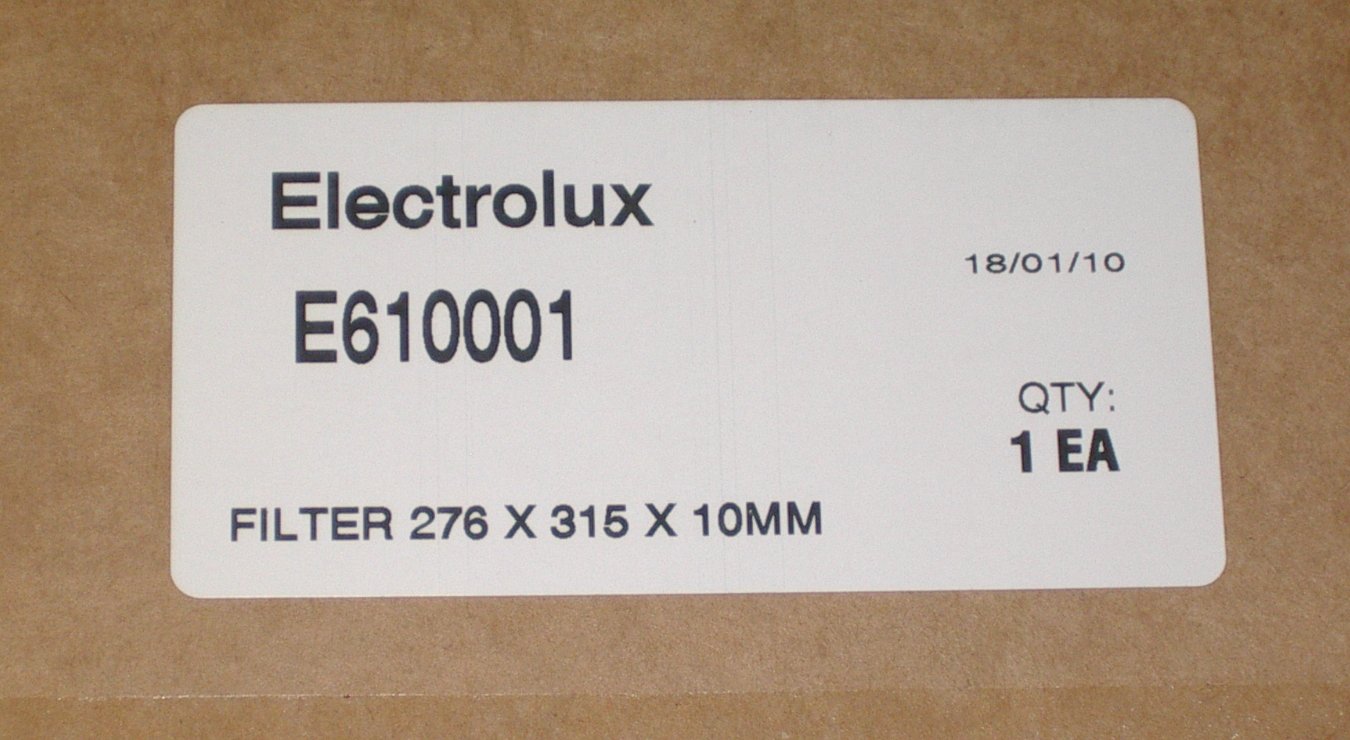 Electrolux
18/01/10
E610001
QTY:
1 EA
FILTER 276 X 315 X 10MM